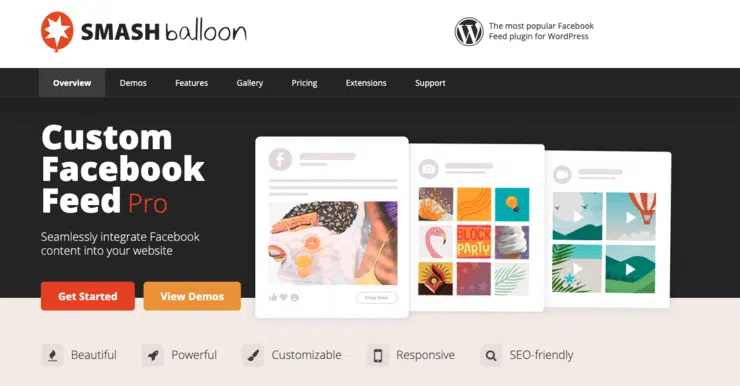 SMASH balloon
The most popular Facebook
Feed plugin for WordPress
Overview Demos Features Gallery Pricing Extensions Support
Custom
Facebook
Feed Pro
Seamlessly integrate Facebook
content into your website
Get Started View Demos
BLOCK
PARTY
Shop Now
Beautiful Powerful Customizable Responsive SEO-friendly